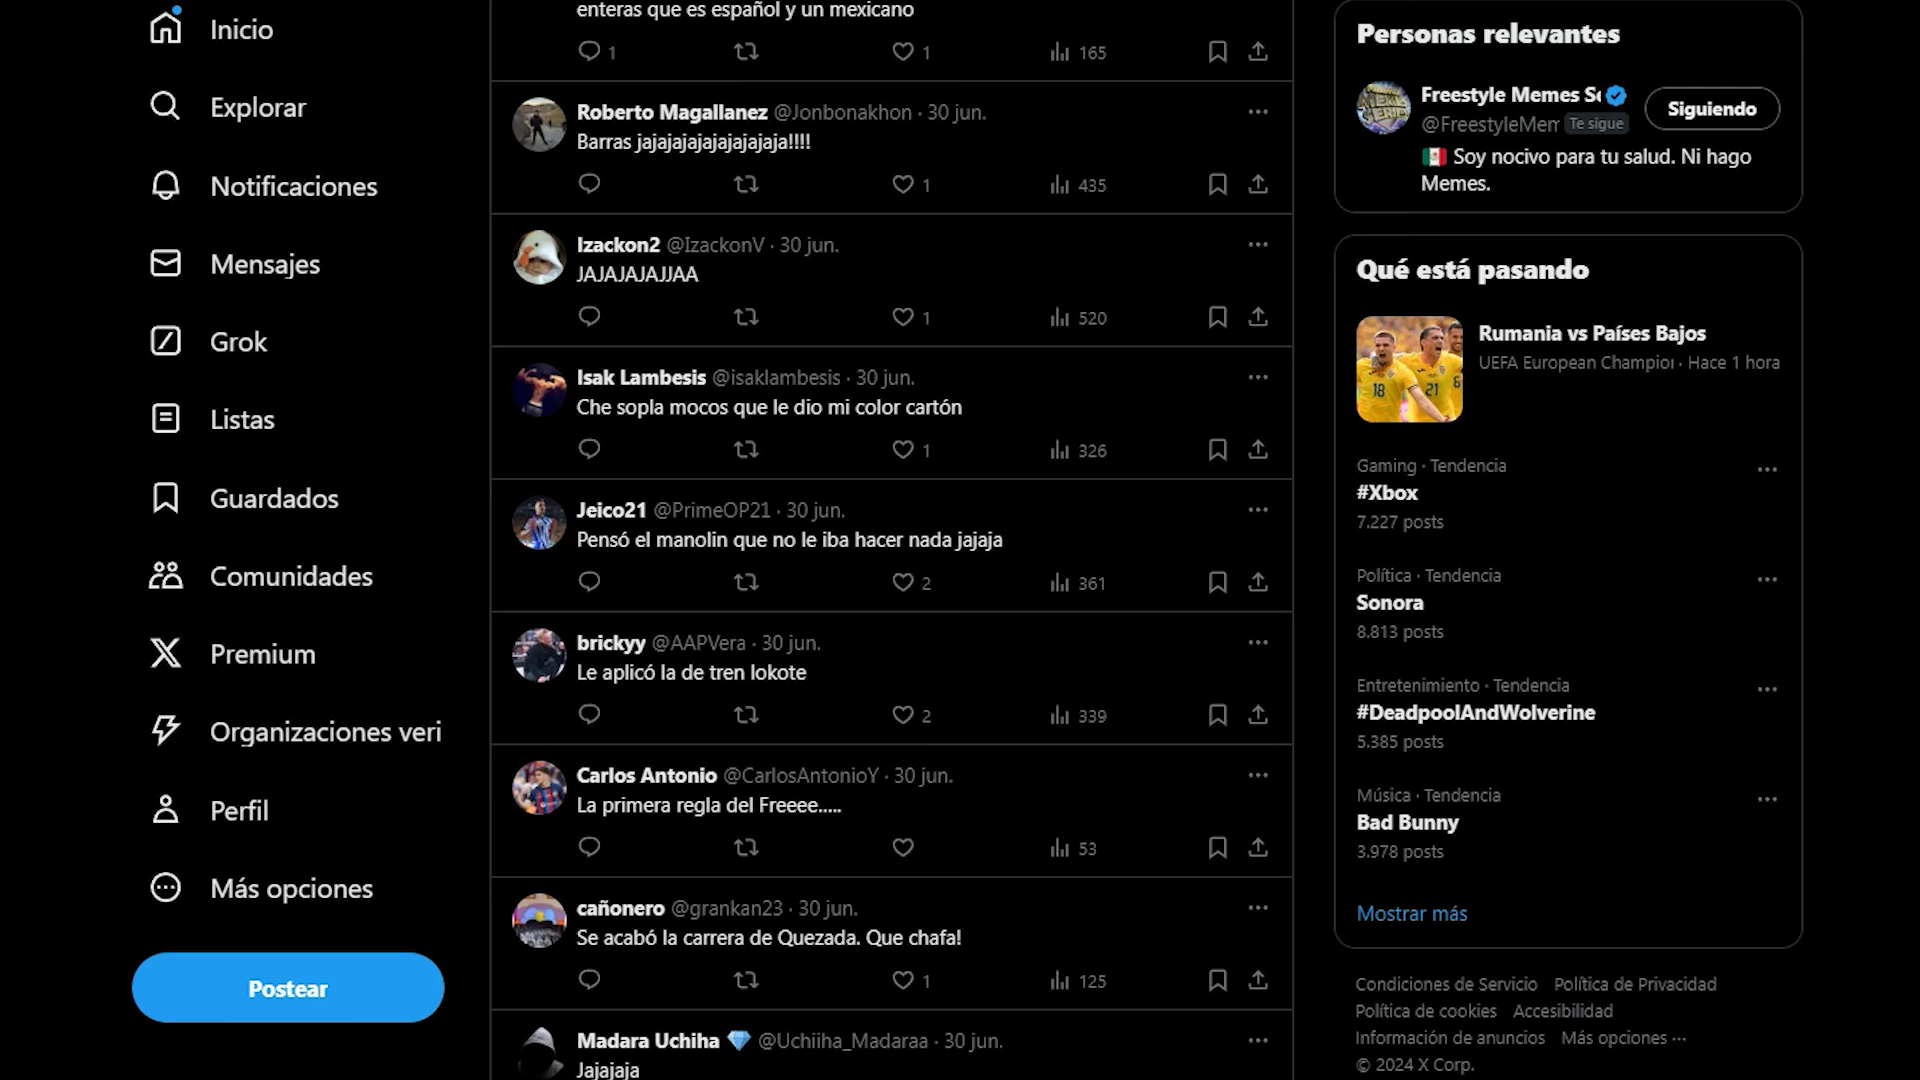 Inicio
Explorar
Notificaciones
Mensajes
Grok
Listas
Guardados
Comunidades
Premium
Organizaciones veri
Perfil
Más opciones
Postear
enteras que es español y un mexicano
1 1 165
Roberto Magallanez @Jonbonakhon · 30 jun.
Barras jajajajajajajajaja!!!!
1 435
Izackon2 @IzackonV · 30 jun.
JAJAJAJAJJAA
1 520
Isak Lambesis @isaklambesis · 30 jun.
Che sopla mocos que le dio mi color cartón
1 326
Jeico21 @PrimeOP21 · 30 jun.
Pensó el manolin que no le iba hacer nada jajaja
2 361
brickyy @AAPVera · 30 jun.
Le aplicó la de tren lokote
2 339
Carlos Antonio @CarlosAntonioY · 30 jun.
La primera regla del Freeee.....
53
cañonero @grankan23 · 30 jun.
Se acabó la carrera de Quezada. Que chafa!
1 125
Madara Uchiha 💎 @Uchiiha_Madaraa · 30 jun.
Jajajaja
Personas relevantes
Freestyle Memes S
@FreestyleMem Te sigue
Siguiendo
🇲🇽 Soy nocivo para tu salud. Ni hago
Memes.
Qué está pasando
Rumania vs Países Bajos
UEFA European Champio · Hace 1 hora
18 21
Gaming · Tendencia
#Xbox
7.227 posts
Política · Tendencia
Sonora
8.813 posts
Entretenimiento · Tendencia
#DeadpoolAndWolverine
5.385 posts
Música · Tendencia
Bad Bunny
3.978 posts
Mostrar más
Condiciones de Servicio Política de Privacidad
Política de cookies Accesibilidad
Información de anuncios Más opciones ···
© 2024 X Corp.